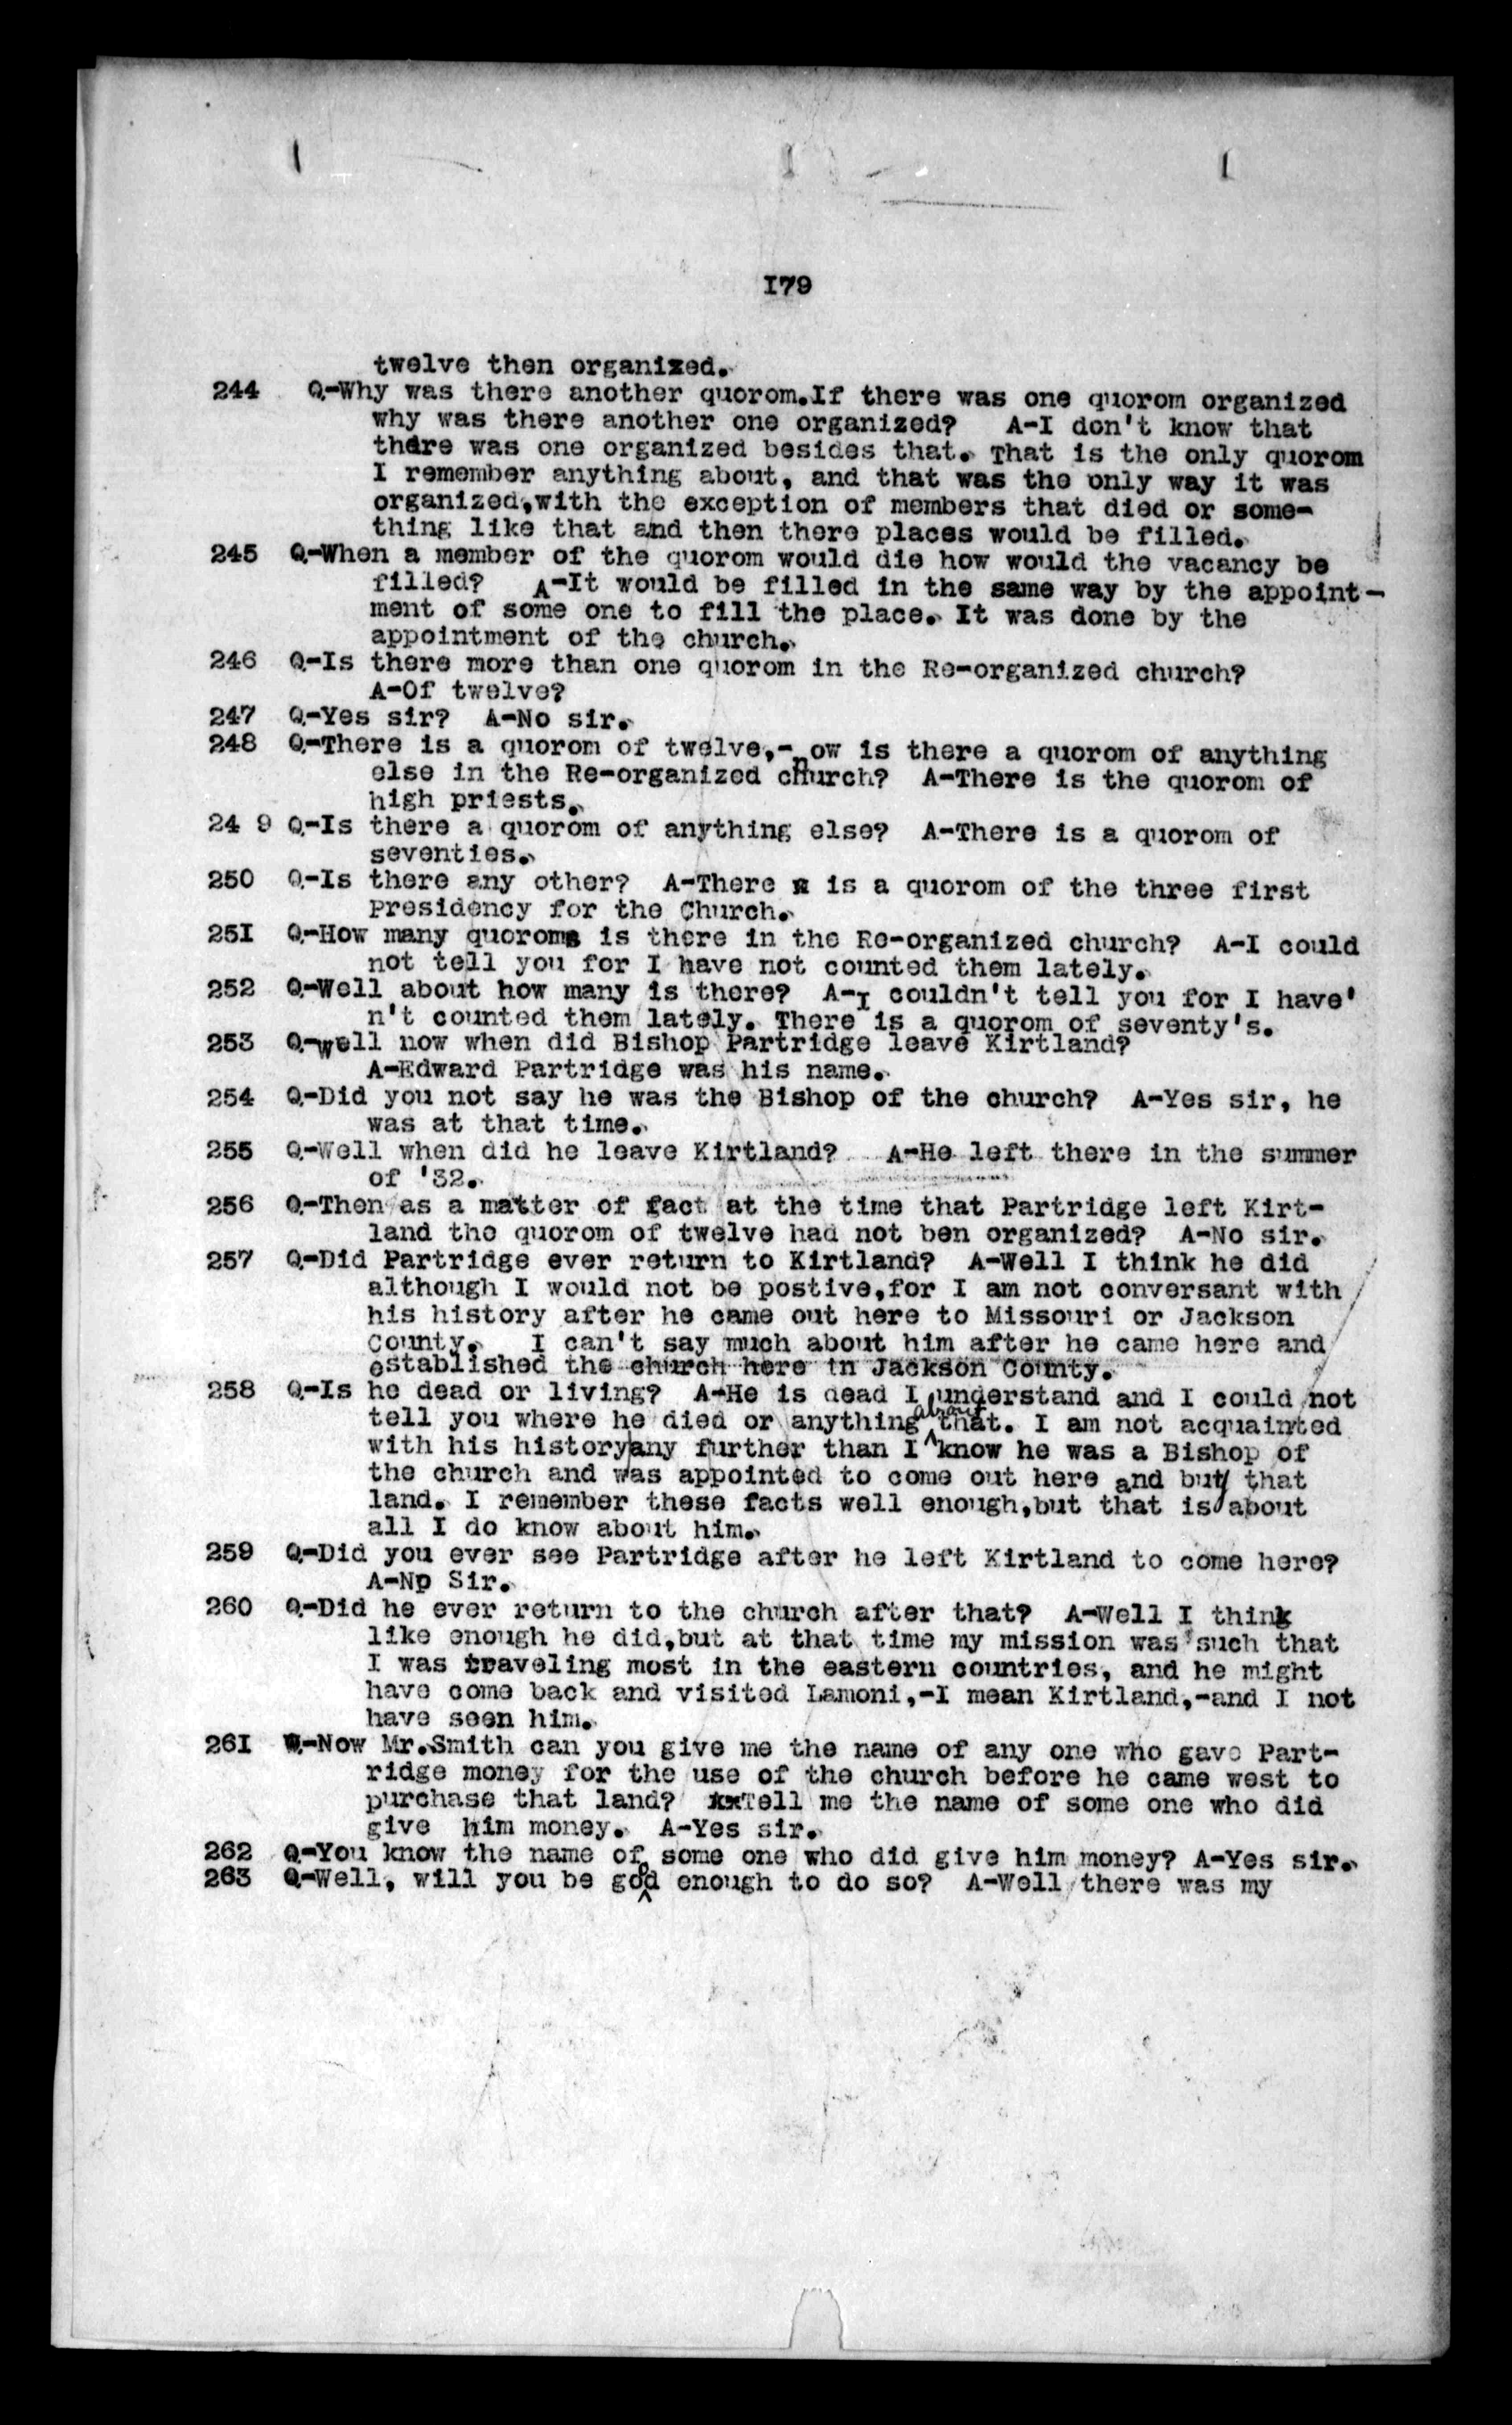 179
twelve then organized.
244 Q-Why was there another quorom.If there was one quorom organized
why was there another one organized? A-I don't know that
there was one organized besides that. That is the only quorom
I remember anything about, and that was the only way it was
organized,with the exception of members that died or some-
thing like that and then there places would be filled.
245 Q-When a member of the quorom would die how would the vacancy be
filled? A-It would be filled in the same way by the appoint-
ment of some one to fill the place. It was done by the
appointment of the church.
246 Q-Is there more than one quorom in the Re-organized church?
A-Of twelve?
247 Q-Yes sir? A-No sir.
248 Q-There is a quorom of twelve,-now is there a quorom of anything
else in the Re-organized church? A-There is the quorom of
high priests.
24 9 Q-Is there a quorom of anything else? A-There is a quorom of
seventies.
250 Q-Is there any other? A-There x is a quorom of the three first
Presidency for the Church.
251 Q-How many quoroms is there in the Re-organized church? A-I could
not tell you for I have not counted them lately.
252 Q-Well about how many is there? A-I couldn't tell you for I have'
n't counted them lately. There is a quorom of seventy's.
253 Q-Well now when did Bishop Partridge leave Kirtland?
A-Edward Partridge was his name.
254 Q-Did you not say he was the Bishop of the church? A-Yes sir, he
was at that time.
255 Q-Well when did he leave Kirtland? A-He left there in the summer
of '32.
256 Q-Then as a matter of fact at the time that Partridge left Kirt-
land the quorom of twelve had not ben organized? A-No sir.
257 Q-Did Partridge ever return to Kirtland? A-Well I think he did
although I would not be postive,for I am not conversant with
his history after he came out here to Missouri or Jackson
County. I can't say much about him after he came here and
established the church here in Jackson County.
258 Q-Is he dead or living? A-He is dead I understand and I could not
tell you where he died or anything about that. I am not acquainted
with his history any further than I know he was a Bishop of
the church and was appointed to come out here and buy that
land. I remember these facts well enough,but that is about
all I do know about him.
259 Q-Did you ever see Partridge after he left Kirtland to come here?
A-Np Sir.
260 Q-Did he ever return to the church after that? A-Well I think
like enough he did,but at that time my mission was such that
I was traveling most in the eastern countries, and he might
have come back and visited Lamoni,-I mean Kirtland,-and I not
have seen him.
261 Q-Now Mr.Smith can you give me the name of any one who gave Part-
ridge money for the use of the church before he came west to
purchase that land? xxTell me the name of some one who did
give him money. A-Yes sir.
262 Q-You know the name of some one who did give him money? A-Yes sir.
263 Q-Well, will you be good enough to do so? A-Well there was my